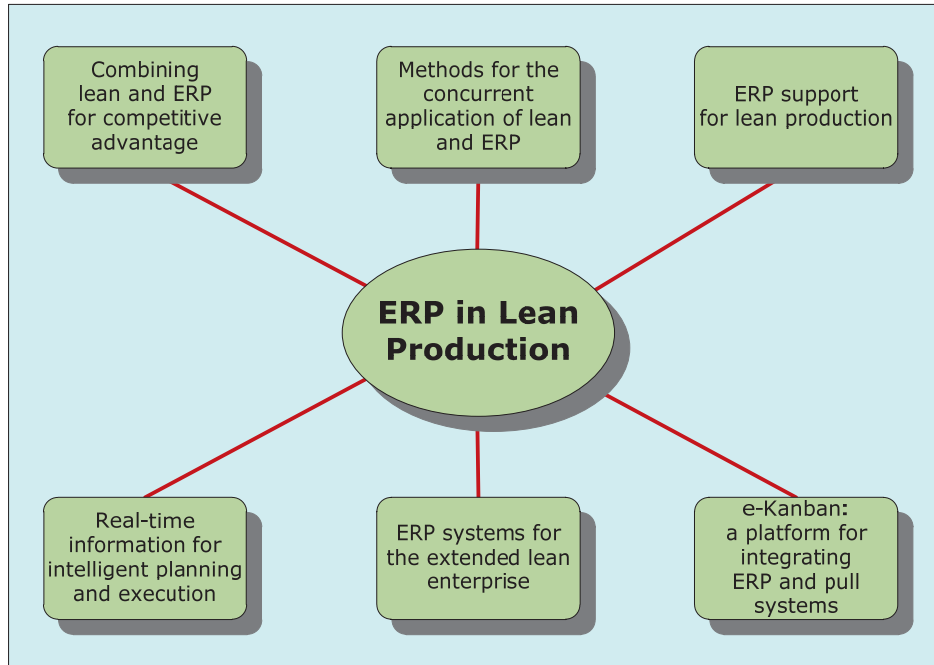 Combining
lean and ERP
for competitive
advantage
Methods for the
concurrent
application of lean
and ERP
ERP support
for lean production
ERP in Lean
Production
Real-time
information for
intelligent planning
and execution
ERP systems for
the extended lean
enterprise
e-Kanban:
a platform for
integrating
ERP and pull
systems